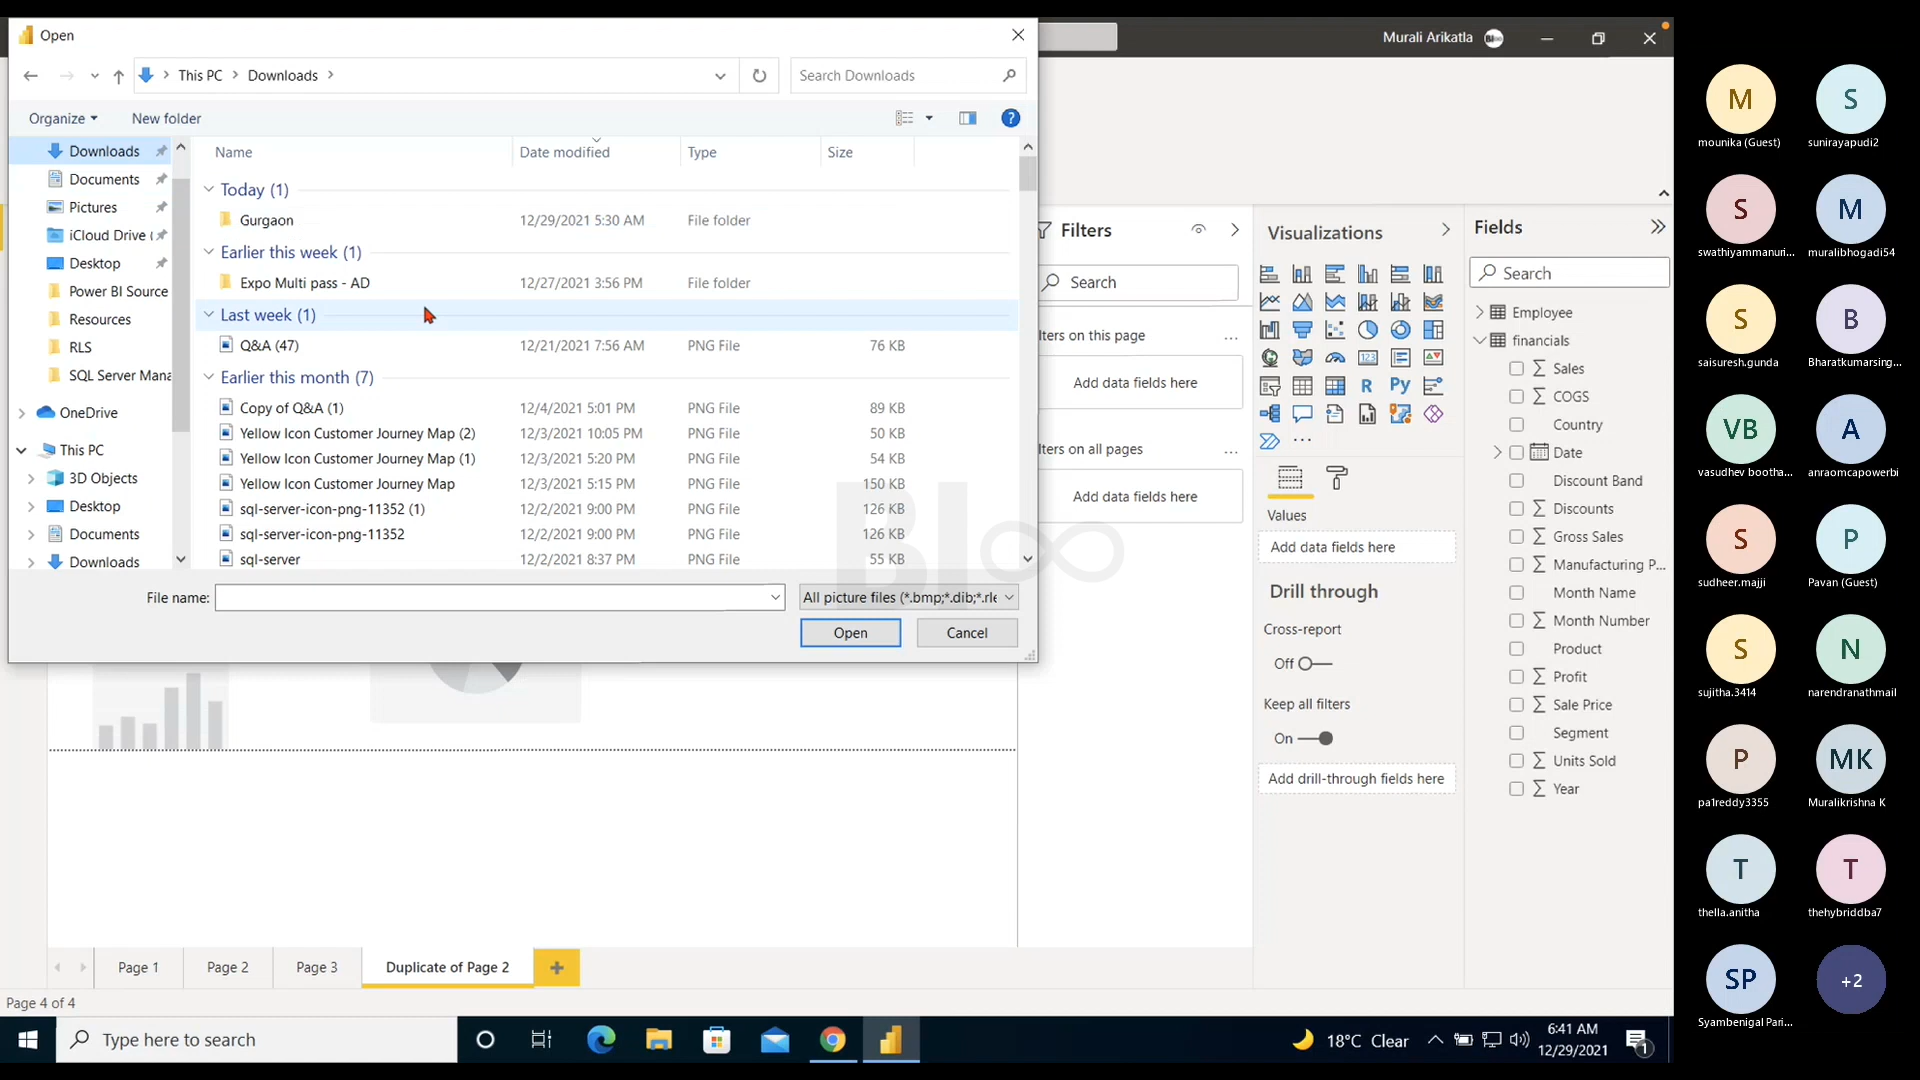 Open
Murali Arikatla
This PC
Downloads
Search Downloads
Organize
New folder
Downloads
Documents
Pictures
iCloud Drive (
Desktop
Power BI Source
Resources
RLS
SQL Server Mana
OneDrive
This PC
3D Objects
Desktop
Documents
Downloads
Name Date modified Type Size
Today (1)
Gurgaon 12/29/2021 5:30 AM File folder
Earlier this week (1)
Expo Multi pass - AD 12/27/2021 3:56 PM File folder
Last week (1)
Q&A (47) 12/21/2021 7:56 AM PNG File 76 KB
Earlier this month (7)
Copy of Q&A (1) 12/4/2021 5:01 PM PNG File 89 KB
Yellow Icon Customer Journey Map (2) 12/3/2021 10:05 PM PNG File 50 KB
Yellow Icon Customer Journey Map (1) 12/3/2021 5:20 PM PNG File 54 KB
Yellow Icon Customer Journey Map 12/3/2021 5:15 PM PNG File 150 KB
sql-server-icon-png-11352 (1) 12/2/2021 9:00 PM PNG File 126 KB
sql-server-icon-png-11352 12/2/2021 9:00 PM PNG File 126 KB
sql-server 12/2/2021 8:37 PM PNG File 55 KB
File name:
All picture files (*.bmp;*.dib;*.rle
Open Cancel
BI
Filters
Search
lters on this page ...
Add data fields here
lters on all pages ...
Add data fields here
Visualizations
123
R Py
...
Values
Add data fields here
Drill through
Cross-report
Off
Keep all filters
On
Add drill-through fields here
Fields
Search
Employee
financials
Sales
COGS
Country
Date
Discount Band
Discounts
Gross Sales
Manufacturing P...
Month Name
Month Number
Product
Profit
Sale Price
Segment
Units Sold
Year
Page 1 Page 2 Page 3 Duplicate of Page 2 +
Page 4 of 4
Type here to search
18°C Clear
6:41 AM
12/29/2021
1
M S
mounika (Guest) sunirayapudi2
S M
swathiyammanuri... muralibhogadi54
S B
saisuresh.gunda Bharatkumarsing...
VB A
vasudhev bootha... anraomcapowerbi
S P
sudheer.majji Pavan (Guest)
S N
sujitha.3414 narendranathmail
P MK
pa1reddy3355 Muralikrishna K
T T
thella.anitha thehybriddba7
SP +2
Syambenigal Pari...